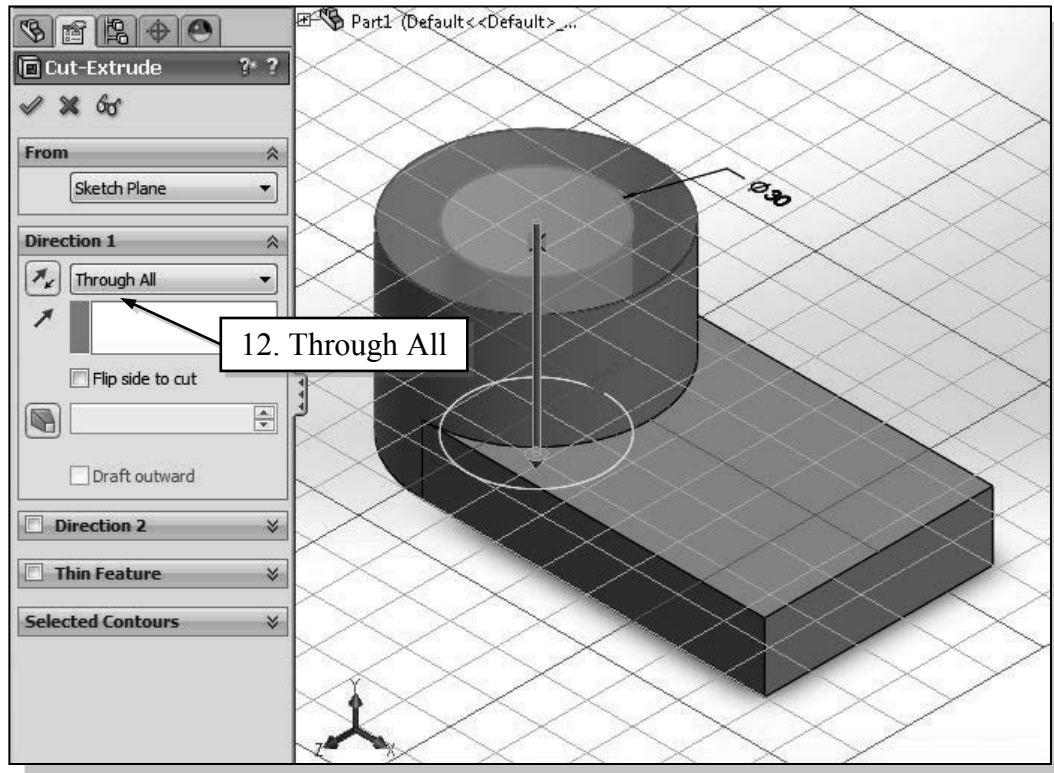 Part1 (Default<<Default>_...
Cut-Extrude
? ?
From
Sketch Plane
Direction 1
Through All
12. Through All
Flip side to cut
Draft outward
Direction 2
Thin Feature
Selected Contours
Ø30
Y
Z
X